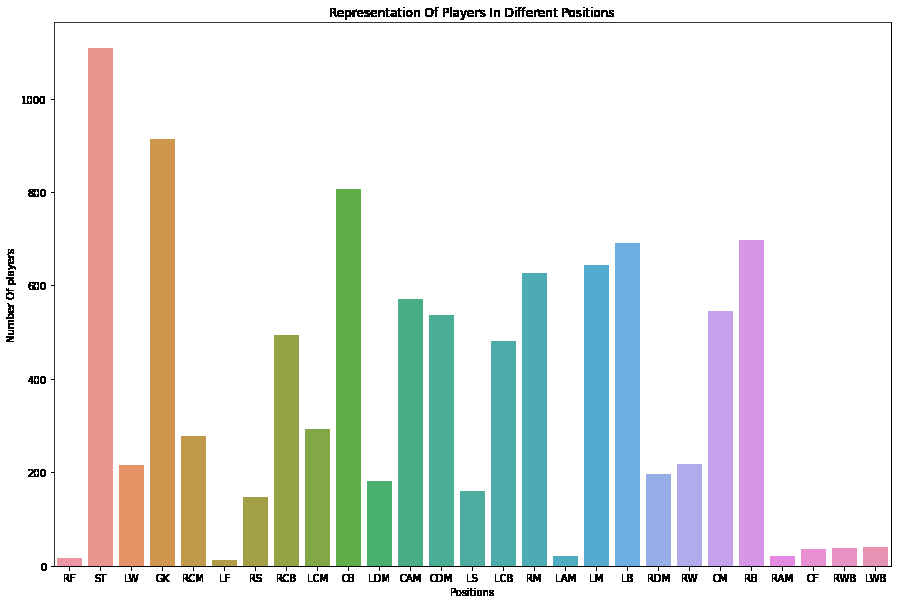 Representation Of Players In Different Positions
Number Of players
1000
800
600
400
200
0
RF ST LW GK RCM LF RS RCB LCM CB LDM CAM CDM LS LCB RM LAM LM LB RDM RW CM RB RAM CF RWB LWB
Positions